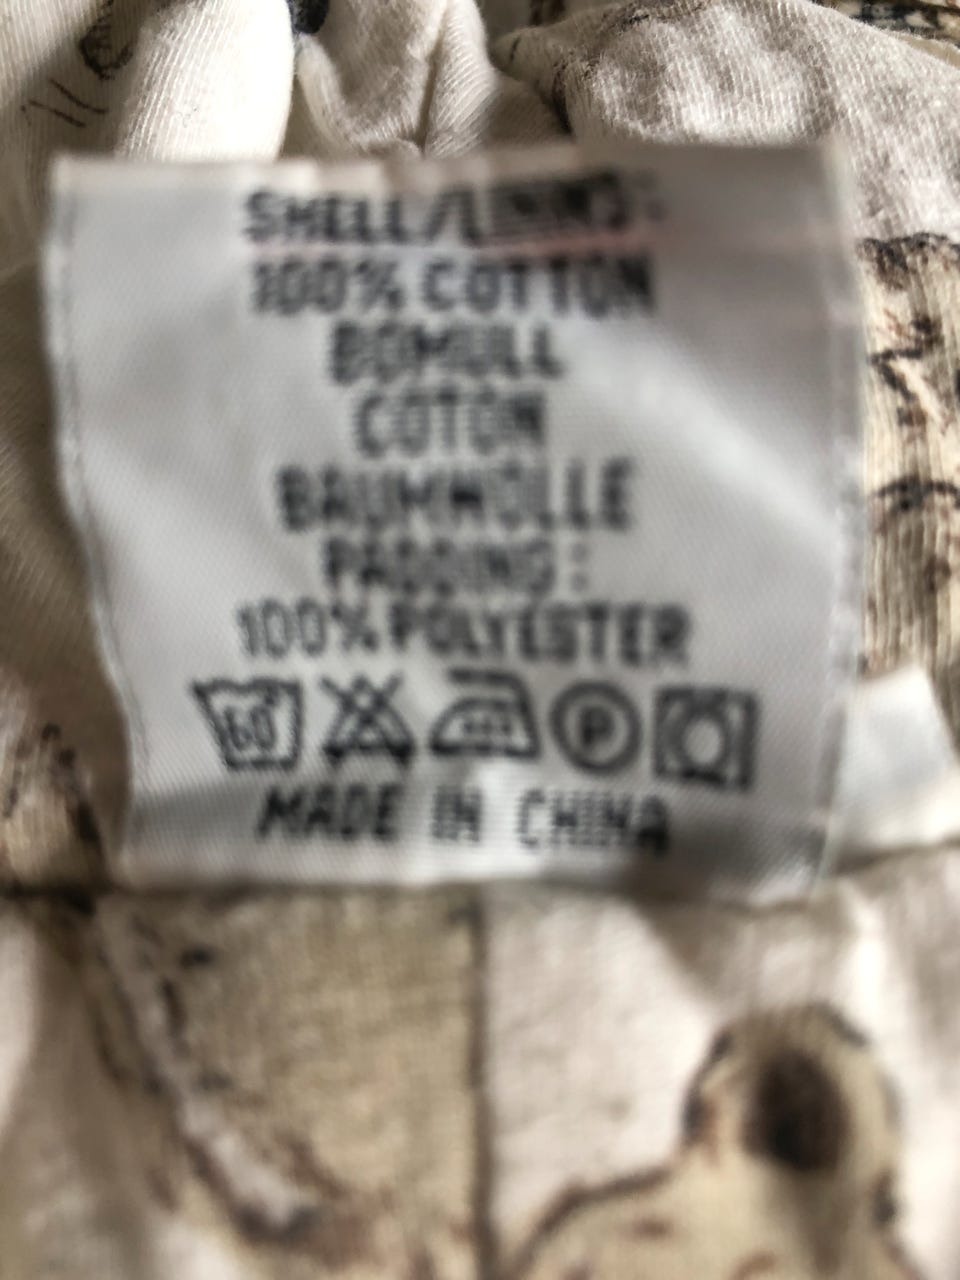 SHELL/LINING:
100% COTTON
BOMULL
COTON
BAUMWOLLE
PADDING:
100% POLYESTER
60 P
MADE IN CHINA